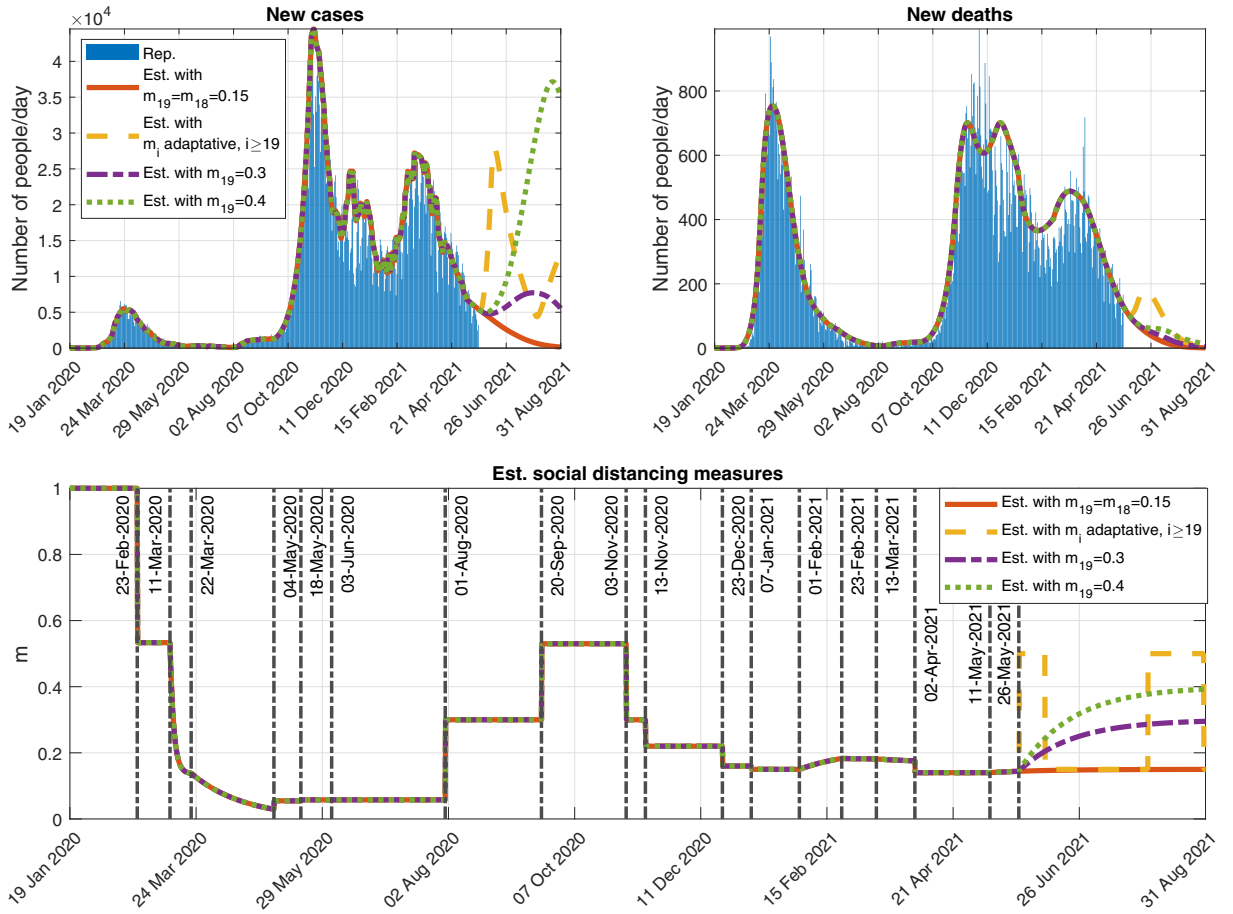 New cases
×10^4
4
3.5
3
2.5
2
1.5
1
0.5
0
Number of people/day
Rep.
Est. with
m_19=m_18=0.15
Est. with
m_i adaptative, i≥19
Est. with m_19=0.3
Est. with m_19=0.4
19 Jan 2020
24 Mar 2020
29 May 2020
02 Aug 2020
07 Oct 2020
11 Dec 2020
15 Feb 2021
21 Apr 2021
26 Jun 2021
31 Aug 2021
New deaths
800
600
400
200
0
Number of people/day
19 Jan 2020
24 Mar 2020
29 May 2020
02 Aug 2020
07 Oct 2020
11 Dec 2020
15 Feb 2021
21 Apr 2021
26 Jun 2021
31 Aug 2021
Est. social distancing measures
1
0.8
0.6
0.4
0.2
0
m
23-Feb-2020
11-Mar-2020
22-Mar-2020
04-May-2020
18-May-2020
03-Jun-2020
01-Aug-2020
20-Sep-2020
03-Nov-2020
13-Nov-2020
23-Dec-2020
07-Jan-2021
01-Feb-2021
23-Feb-2021
13-Mar-2021
02-Apr-2021
11-May-2021
26-May-2021
Est. with m_19=m_18=0.15
Est. with m_i adaptative, i≥19
Est. with m_19=0.3
Est. with m_19=0.4
19 Jan 2020
24 Mar 2020
29 May 2020
02 Aug 2020
07 Oct 2020
11 Dec 2020
15 Feb 2021
21 Apr 2021
26 Jun 2021
31 Aug 2021